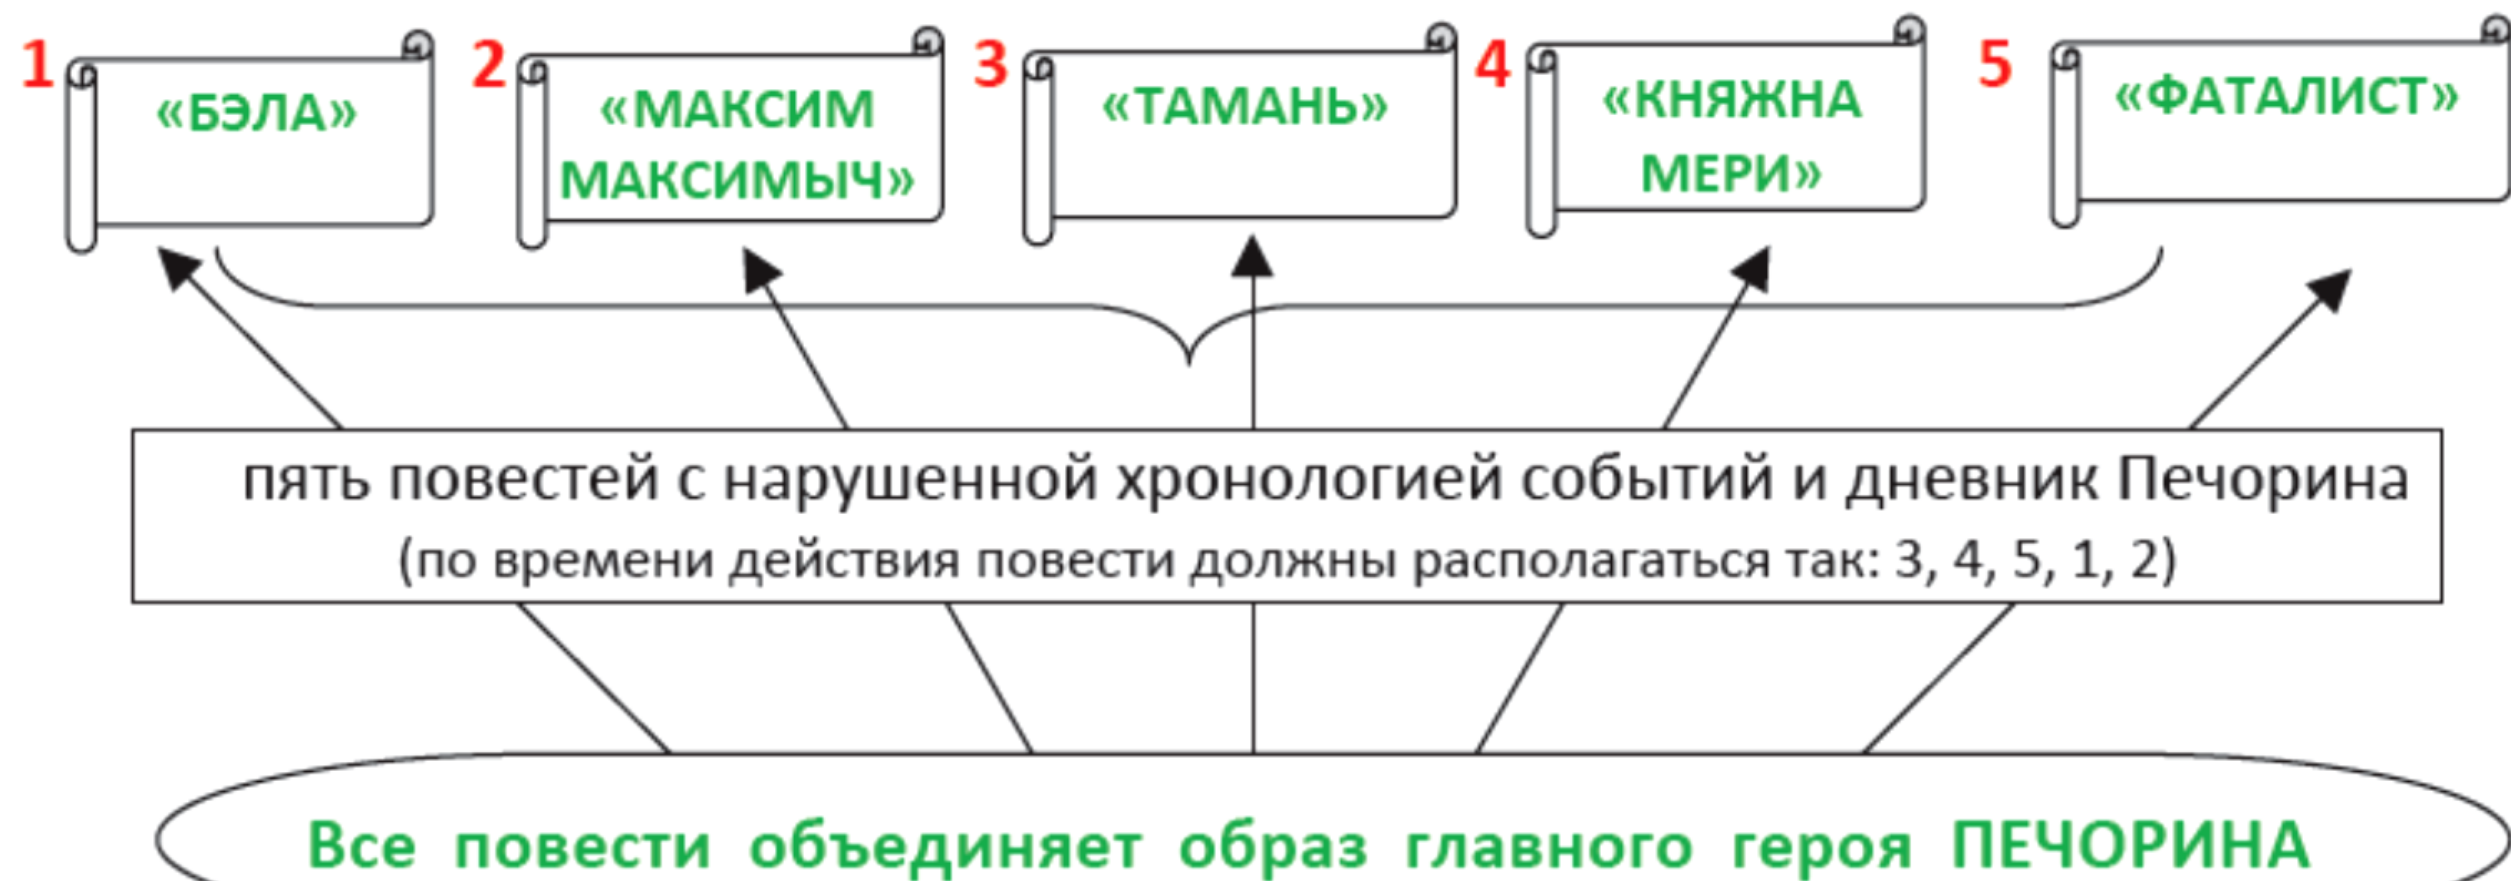 1 «БЭЛА»
2 «МАКСИМ
МАКСИМЫЧ»
3 «ТАМАНЬ»
4 «КНЯЖНА
МЕРИ»
5 «ФАТАЛИСТ»
пять повестей с нарушенной хронологией событий и дневник Печорина
(по времени действия повести должны располагаться так: 3, 4, 5, 1, 2)
Все повести объединяет образ главного героя ПЕЧОРИНА